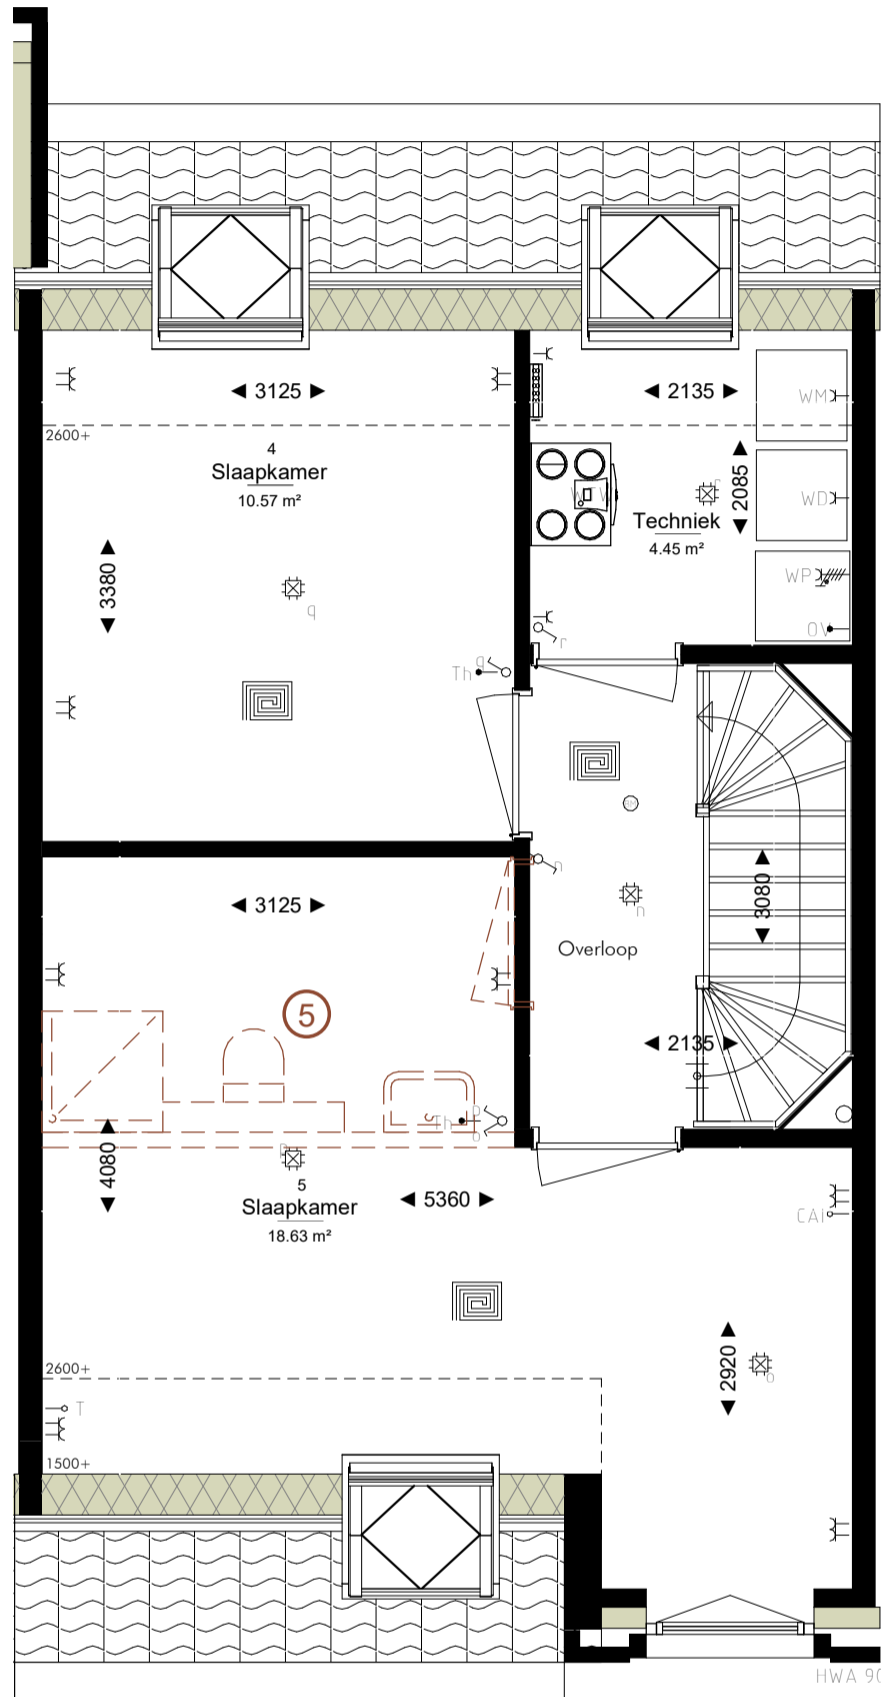 3125
2135
WM
2600+
4
Slaapkamer
10.57 m²
2085
WD
Techniek
4.45 m²
3380
q
WP
OV
r
q
Th
n
3125
3080
n
Overloop
5
2135
Th
4080
5
Slaapkamer
18.63 m²
5360
CAi
2920
2600+
T
1500+
HWA 90